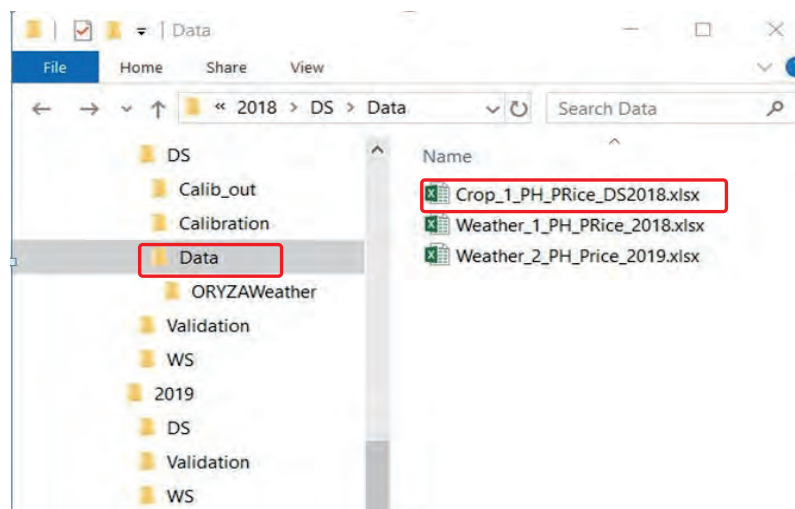 Data
File Home Share View
« 2018 > DS > Data
Search Data
DS
Calib_out
Calibration
Data
ORYZAWeather
Validation
WS
2019
DS
Validation
WS
Name
Crop_1_PH_PRice_DS2018.xlsx
Weather_1_PH_PRice_2018.xlsx
Weather_2_PH_Price_2019.xlsx